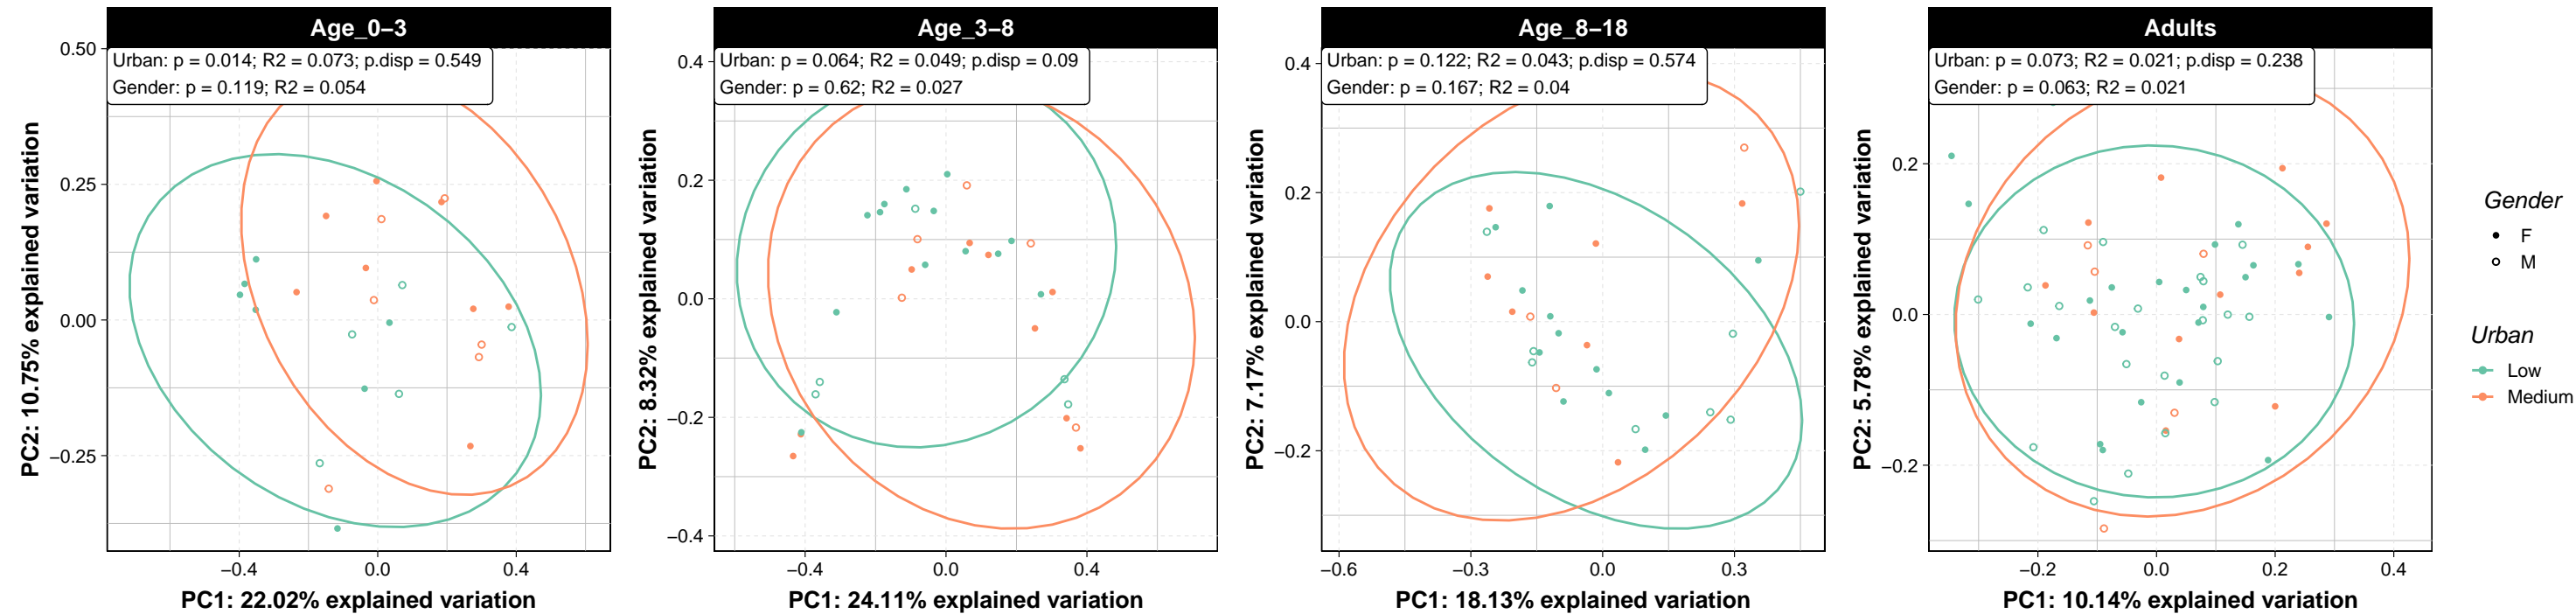 Age_0–3
Urban: p = 0.014; R2 = 0.073; p.disp = 0.549
Gender: p = 0.119; R2 = 0.054
0.50
0.25
0.00
−0.25
PC2: 10.75% explained variation
−0.4
0.0
0.4
PC1: 22.02% explained variation
Age_3–8
Urban: p = 0.064; R2 = 0.049; p.disp = 0.09
Gender: p = 0.62; R2 = 0.027
0.4
0.2
0.0
−0.2
−0.4
PC2: 8.32% explained variation
−0.4
0.0
0.4
PC1: 24.11% explained variation
Age_8–18
Urban: p = 0.122; R2 = 0.043; p.disp = 0.574
Gender: p = 0.167; R2 = 0.04
0.4
0.2
0.0
−0.2
PC2: 7.17% explained variation
−0.6
−0.3
0.0
0.3
PC1: 18.13% explained variation
Adults
Urban: p = 0.073; R2 = 0.021; p.disp = 0.238
Gender: p = 0.063; R2 = 0.021
0.2
0.0
−0.2
PC2: 5.78% explained variation
−0.2
0.0
0.2
0.4
PC1: 10.14% explained variation
Gender
F
M
Urban
Low
Medium